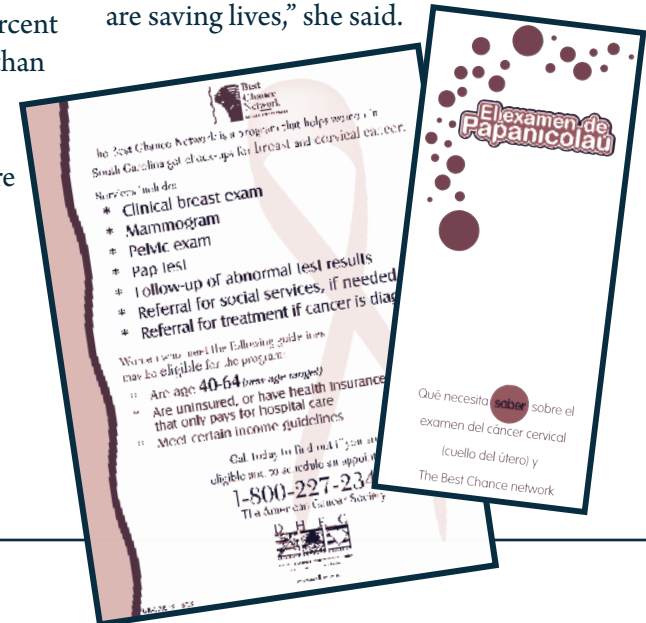 rcent
han
re
are saving lives,” she said.
Best
Chance
Network
The Best Chance Network is a program that helps women in
South Carolina get check-ups for breast and cervical cancer.
Services include:
* Clinical breast exam
* Mammogram
* Pelvic exam
* Pap test
* Follow-up of abnormal test results
* Referral for social services, if needed
* Referral for treatment if cancer is diag
Women who meet the following guidelines
may be eligible for the program:
Are age 40-64 (new age range!)
Are uninsured, or have health insurance
that only pays for hospital care
Meet certain income guidelines
Call today to find out if you are
eligible and to schedule an appoi
1-800-227-234
The American Cancer Society
D H E C
El examen de
Papanicolau
Qué necesita saber sobre el
examen del cáncer cervical
(cuello del útero) y
The Best Chance network